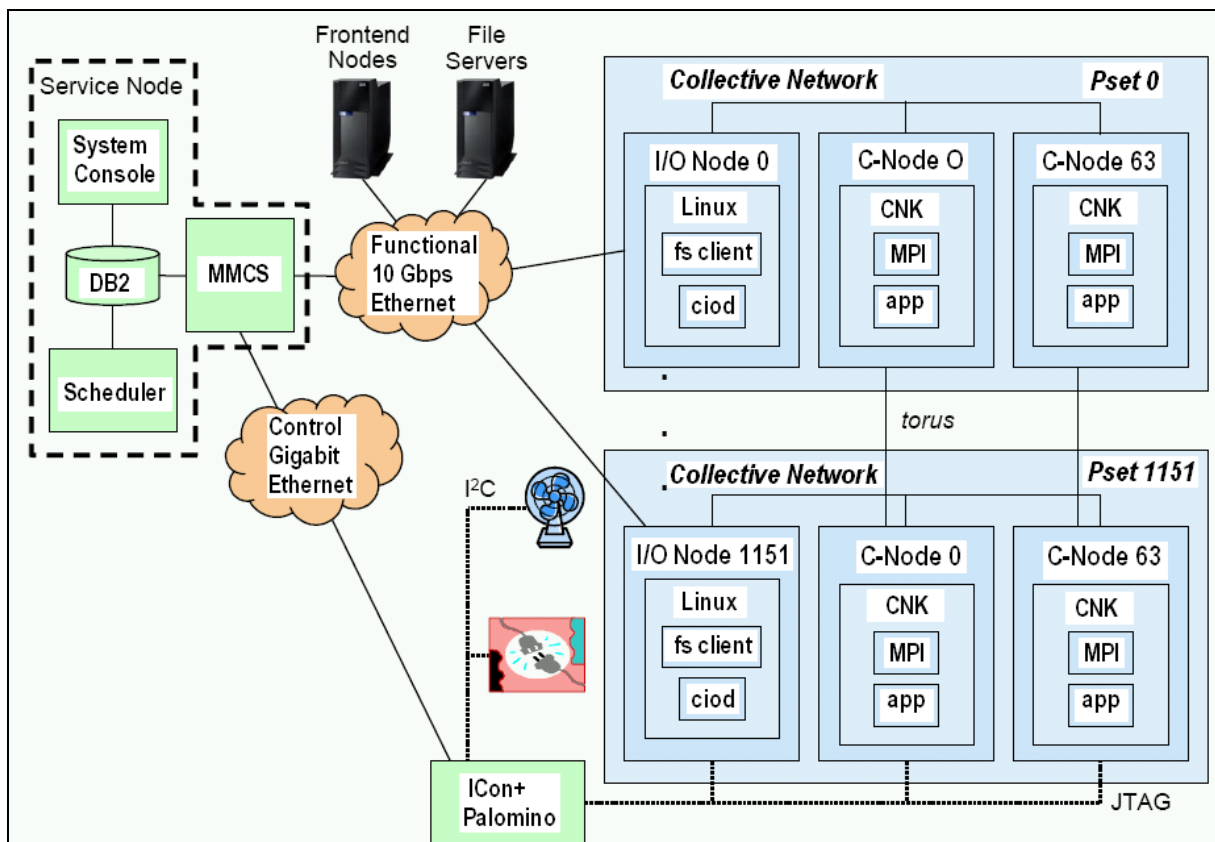 Frontend
Nodes
File
Servers
Service Node
System
Console
DB2
MMCS
Scheduler
Functional
10 Gbps
Ethernet
Control
Gigabit
Ethernet
I²C
ICon+
Palomino
Collective Network
Pset 0
I/O Node 0
Linux
fs client
ciod
C-Node O
CNK
MPI
app
C-Node 63
CNK
MPI
app
torus
Collective Network
Pset 1151
I/O Node 1151
Linux
fs client
ciod
C-Node 0
CNK
MPI
app
C-Node 63
CNK
MPI
app
JTAG